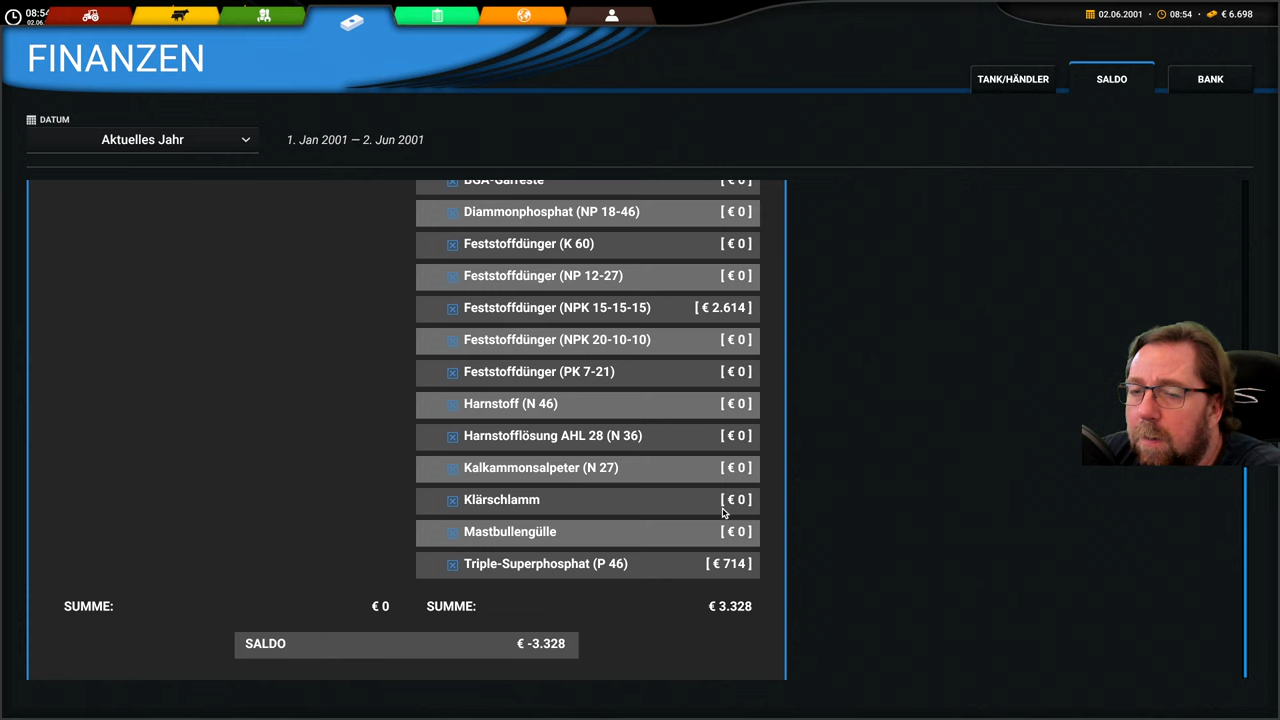 08:54
02.06.
02.06.2001 · 08:54 · € 6.698
FINANZEN
TANK/HÄNDLER
SALDO
BANK
DATUM
Aktuelles Jahr
1. Jan 2001 — 2. Jun 2001
BGA-Gärreste [ € 0 ]
Diammonphosphat (NP 18-46) [ € 0 ]
Feststoffdünger (K 60) [ € 0 ]
Feststoffdünger (NP 12-27) [ € 0 ]
Feststoffdünger (NPK 15-15-15) [ € 2.614 ]
Feststoffdünger (NPK 20-10-10) [ € 0 ]
Feststoffdünger (PK 7-21) [ € 0 ]
Harnstoff (N 46) [ € 0 ]
Harnstofflösung AHL 28 (N 36) [ € 0 ]
Kalkammonsalpeter (N 27) [ € 0 ]
Klärschlamm [ € 0 ]
Mastbullengülle [ € 0 ]
Triple-Superphosphat (P 46) [ € 714 ]
SUMME: € 0 SUMME: € 3.328
SALDO € -3.328